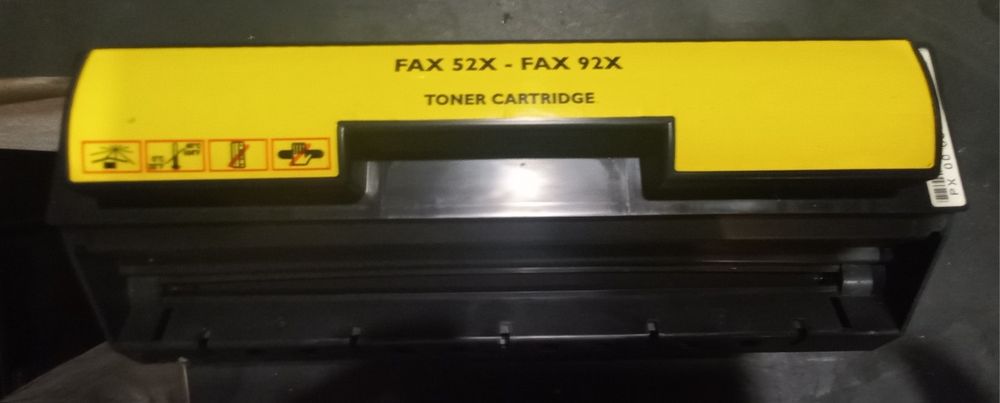 FAX 52X - FAX 92X
TONER CARTRIDGE